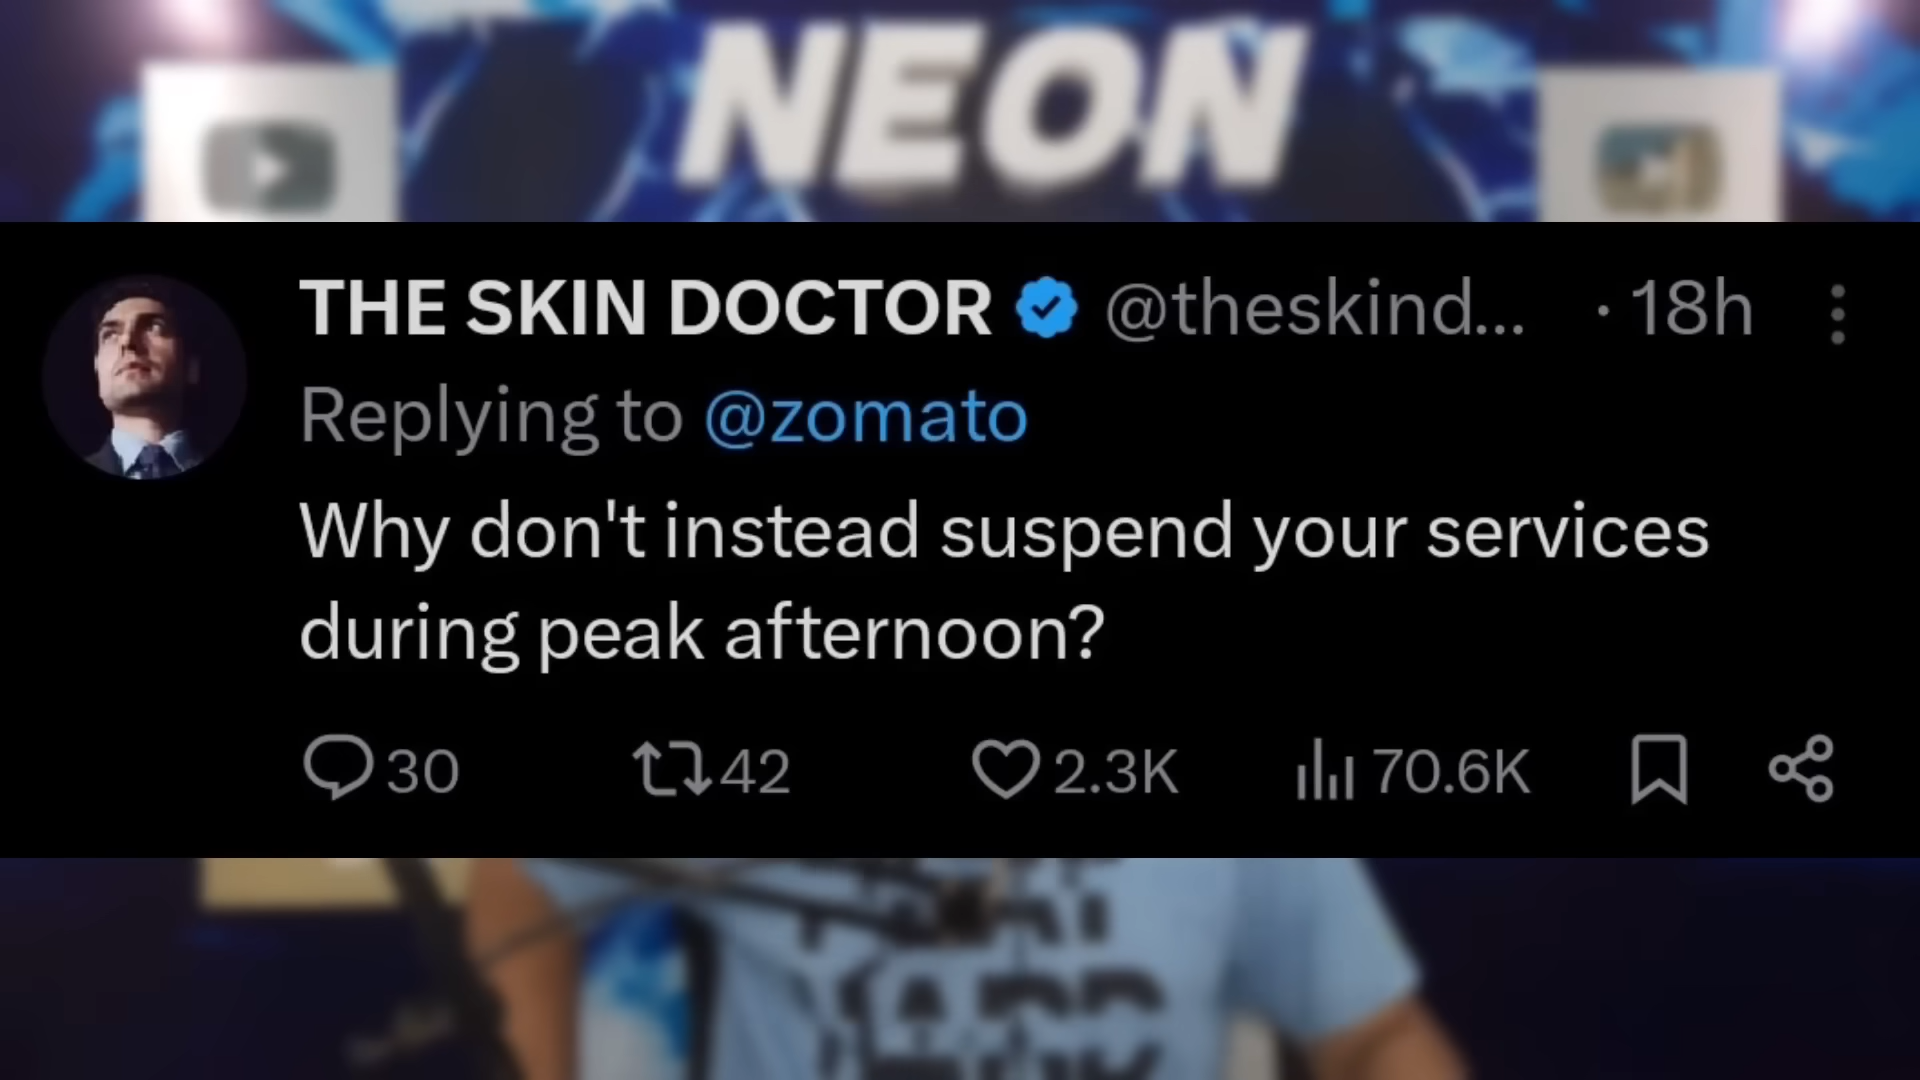 NEON
THE SKIN DOCTOR @theskind... · 18h
Replying to @zomato
Why don't instead suspend your services
during peak afternoon?
30 42 2.3K 70.6K